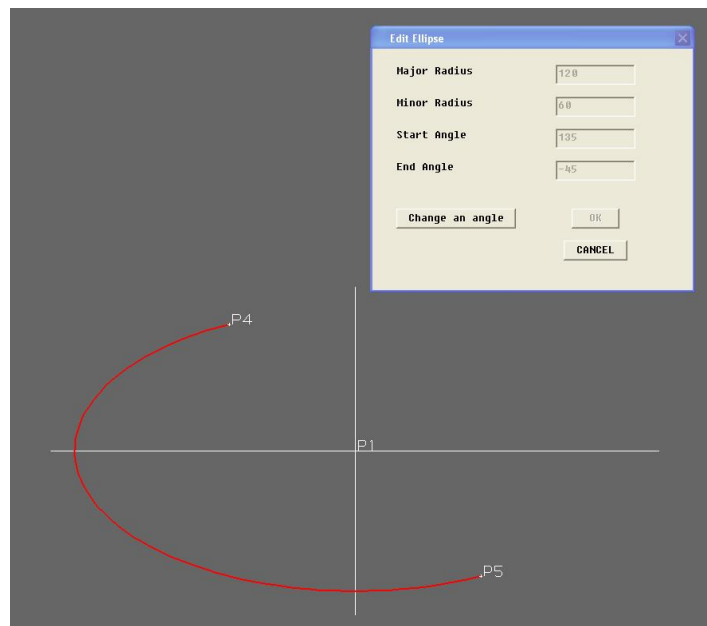 Edit Ellipse
Major Radius 120
Minor Radius 60
Start Angle 135
End Angle -45
Change an angle OK
CANCEL
P4
P1
P5